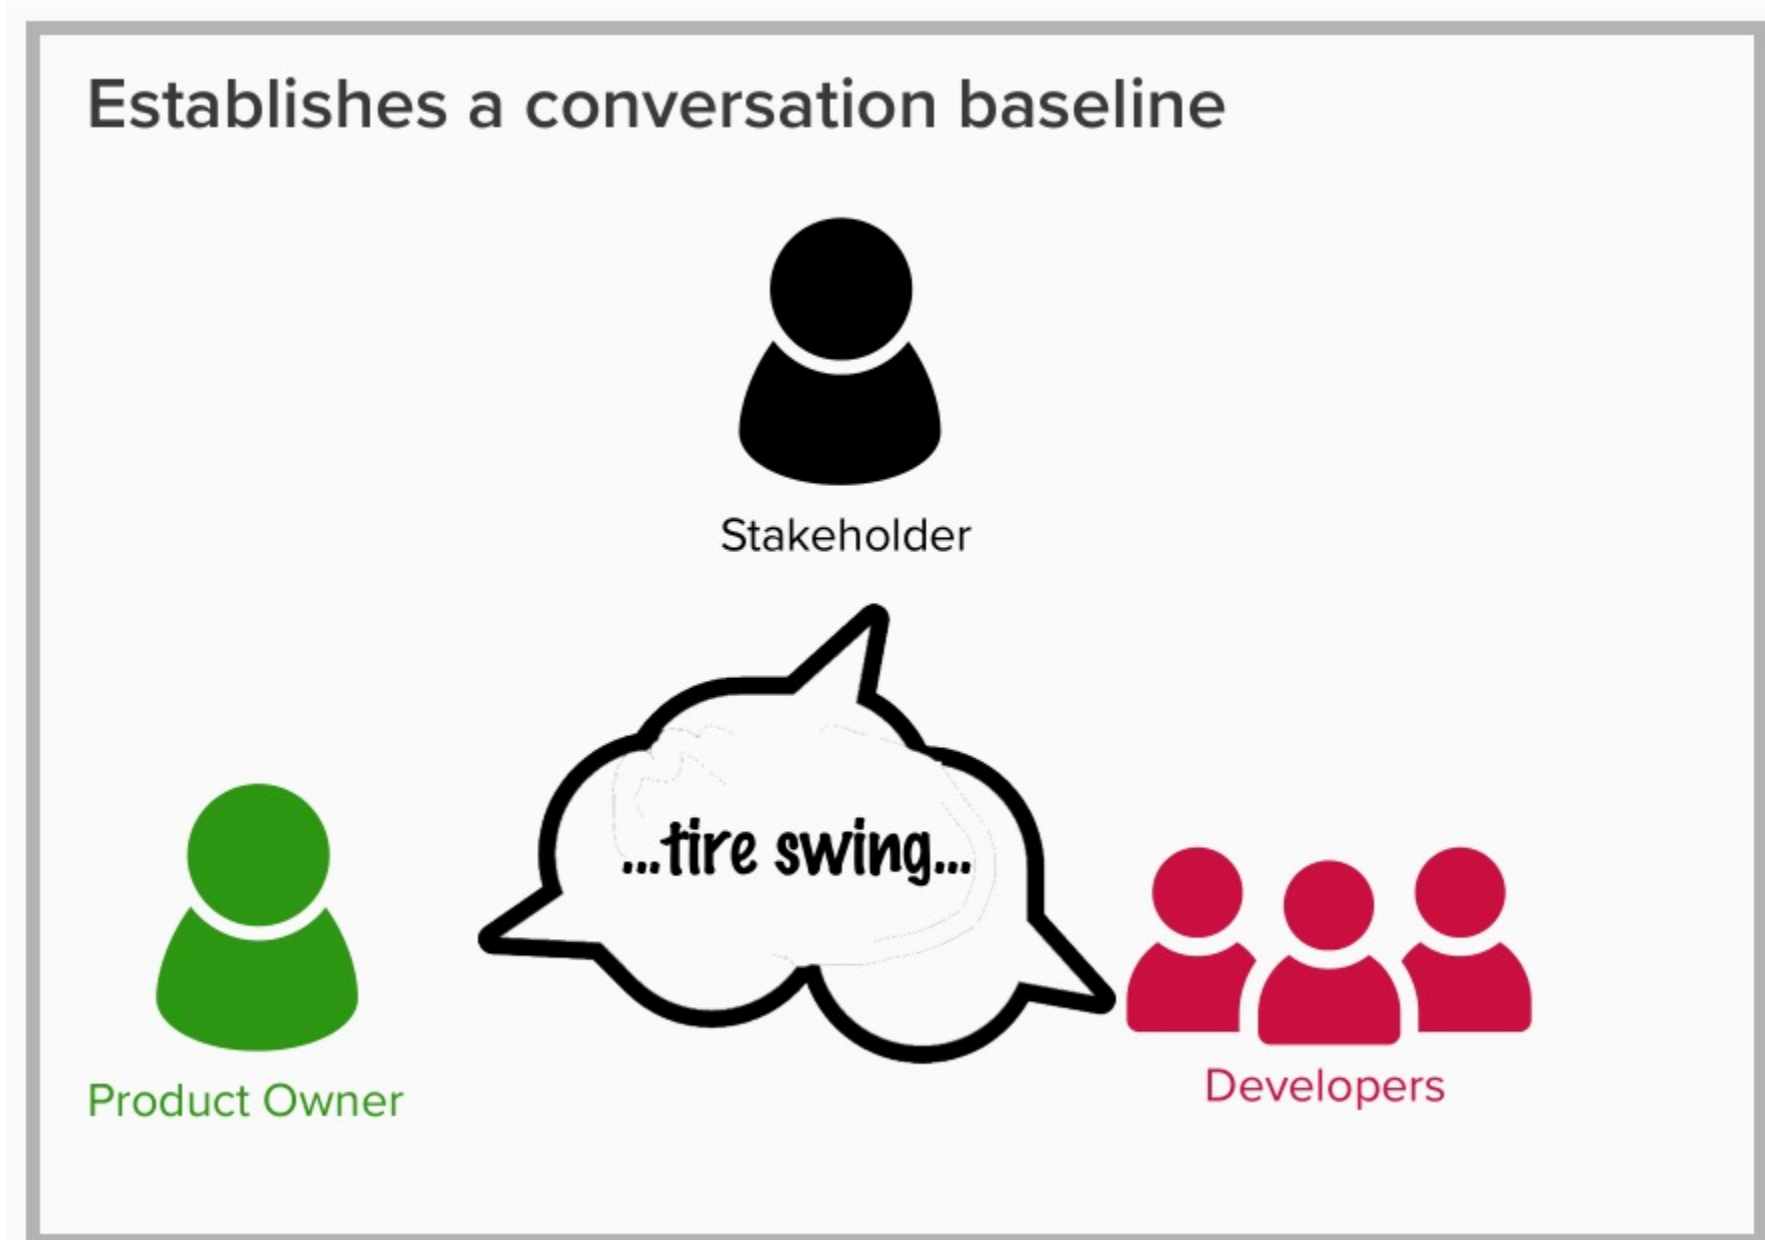 Establishes a conversation baseline
Stakeholder
...tire swing...
Product Owner
Developers